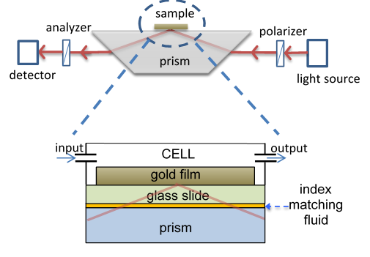 sample
analyzer
polarizer
prism
detector
light source
input
output
CELL
gold film
glass slide
index
matching
fluid
prism